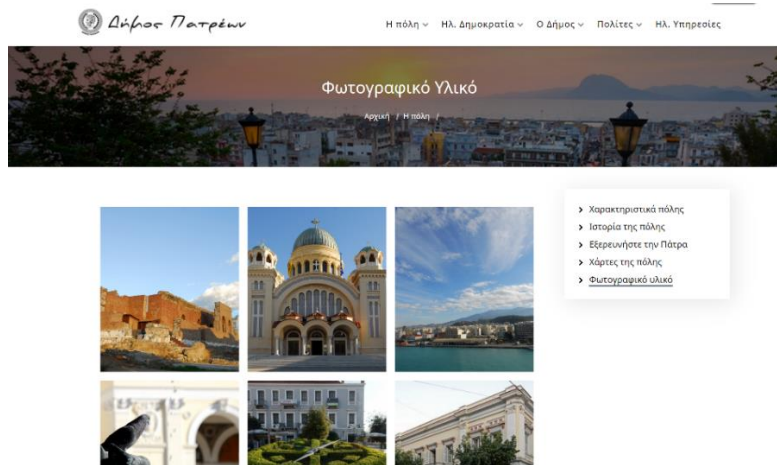 Δήμος Πατρέων
Η πόλη Ηλ. Δημοκρατία Ο Δήμος Πολίτες Ηλ. Υπηρεσίες
Φωτογραφικό Υλικό
Αρχική / Η πόλη /
Χαρακτηριστικά πόλης
Ιστορία της πόλης
Εξερευνήστε την Πάτρα
Χάρτες της πόλης
Φωτογραφικό υλικό